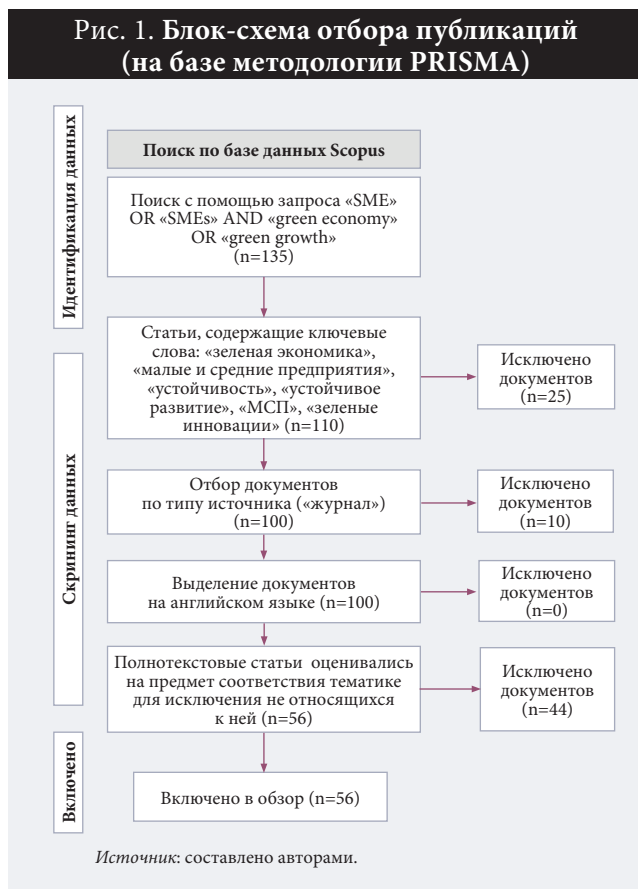 Рис. 1. Блок-схема отбора публикаций
(на базе методологии PRISMA)
Идентификация данных
Поиск по базе данных Scopus
Поиск с помощью запроса «SME»
OR «SMEs» AND «green economy»
OR «green growth»
(n=135)
Скрининг данных
Статьи, содержащие ключевые
слова: «зеленая экономика»,
«малые и средние предприятия»,
«устойчивость», «устойчивое
развитие», «МСП», «зеленые
инновации» (n=110)
Исключено
документов
(n=25)
Отбор документов
по типу источника («журнал»)
(n=100)
Исключено
документов
(n=10)
Выделение документов
на английском языке (n=100)
Исключено
документов
(n=0)
Полнотекстовые статьи оценивались
на предмет соответствия тематике
для исключения не относящихся
к ней (n=56)
Исключено
документов
(n=44)
Включено
Включено в обзор (n=56)
Источник: составлено авторами.